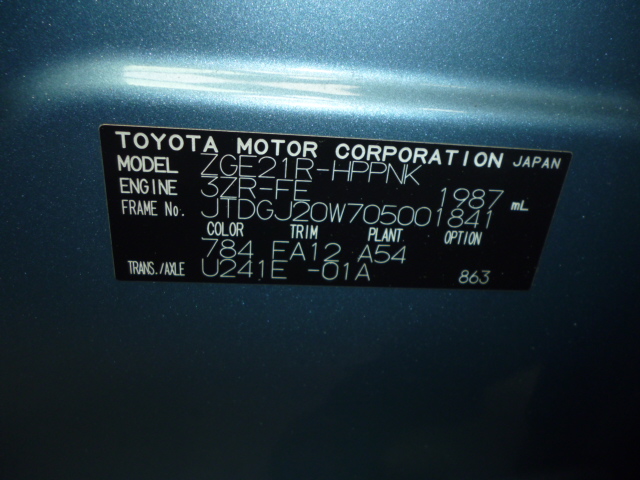 TOYOTA MOTOR CORPORATION JAPAN
MODEL ZGE21R-HPPNK
ENGINE 3ZR-FE 1987 mL
FRAME No. JTDGJ20W705001841
COLOR TRIM PLANT OPTION
784 FA12 A54
TRANS./AXLE U241E -01A 863